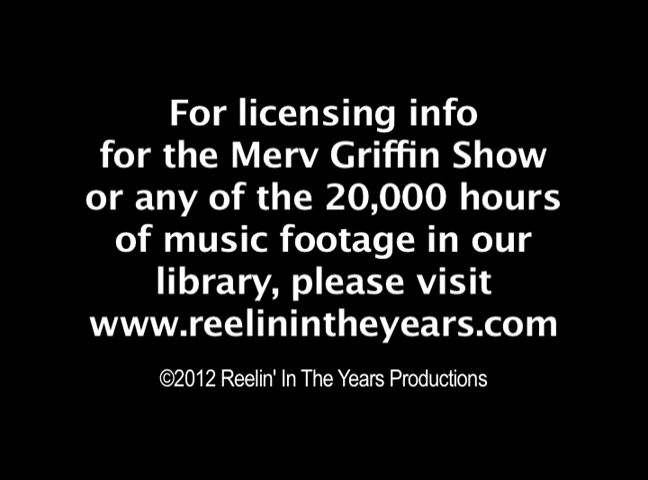 For licensing info
for the Merv Griffin Show
or any of the 20,000 hours
of music footage in our
library, please visit
www.reelinintheyears.com
©2012 Reelin' In The Years Productions